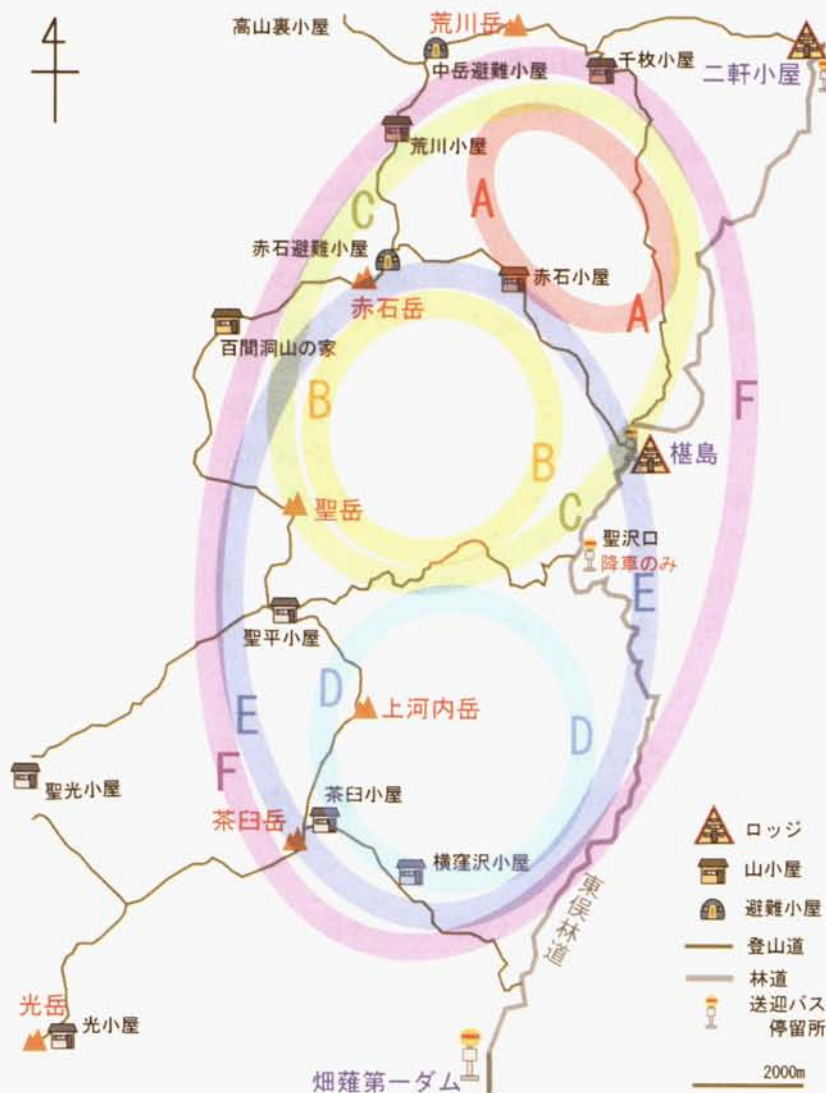 高山裏小屋
荒川岳
中岳避難小屋
千枚小屋
二軒小屋
荒川小屋
A
C
赤石避難小屋
赤石小屋
赤石岳
A
百間洞山の家
B
F
B
椹島
聖岳
C
聖沢口
降車のみ
E
聖平小屋
D
上河内岳
D
E
F
聖光小屋
茶臼小屋
茶臼岳
横窪沢小屋
東俣林道
光岳
光小屋
畑薙第一ダム
ロッジ
山小屋
避難小屋
登山道
林道
送迎バス
停留所
2000m